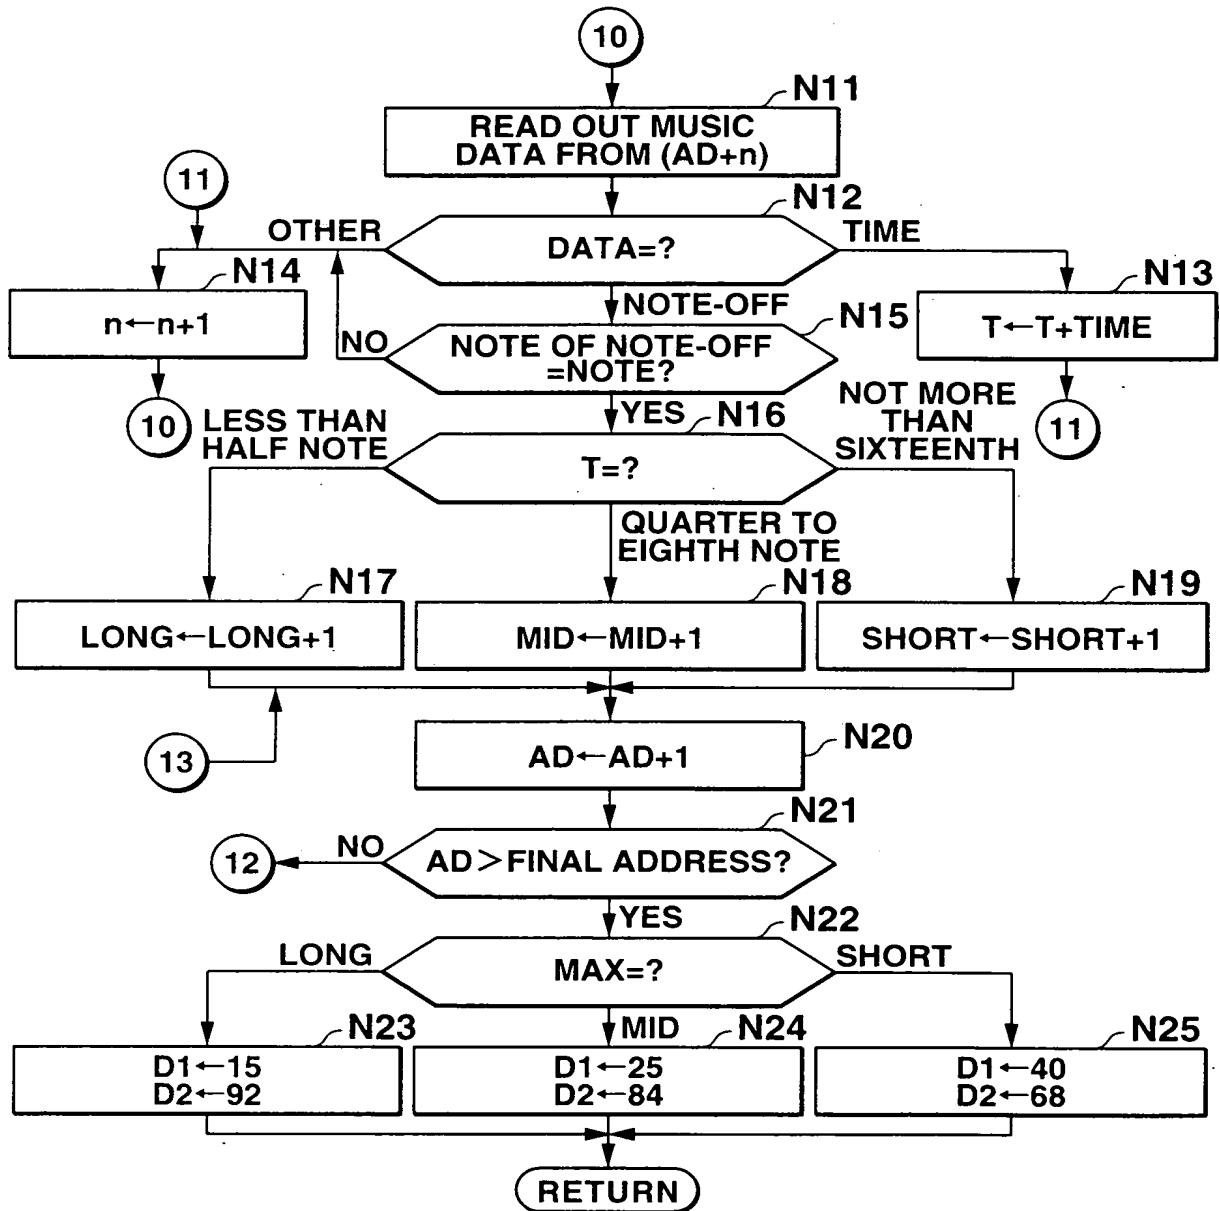 10
N11
READ OUT MUSIC
DATA FROM (AD+n)
11
N12
OTHER
DATA=?
TIME
N14
n←n+1
NOTE-OFF
N13
T←T+TIME
N15
NO
NOTE OF NOTE-OFF
=NOTE?
10
YES
11
N16
LESS THAN
HALF NOTE
T=?
NOT MORE
THAN
SIXTEENTH
QUARTER TO
EIGHTH NOTE
N17
LONG←LONG+1
N18
MID←MID+1
N19
SHORT←SHORT+1
13
N20
AD←AD+1
N21
12
NO
AD>FINAL ADDRESS?
YES
N22
LONG
MAX=?
SHORT
MID
N23
D1←15
D2←92
N24
D1←25
D2←84
N25
D1←40
D2←68
RETURN